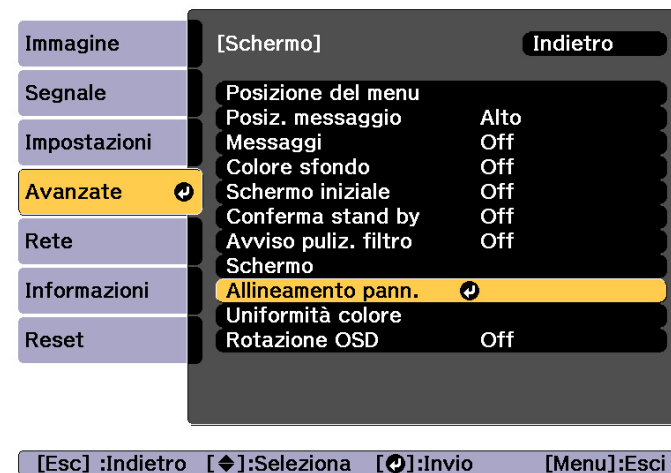 Immagine
Segnale
Impostazioni
Avanzate
Rete
Informazioni
Reset
[Schermo] Indietro
Posizione del menu
Posiz. messaggio Alto
Messaggi Off
Colore sfondo Off
Schermo iniziale Off
Conferma stand by Off
Avviso puliz. filtro Off
Schermo
Allineamento pann.
Uniformità colore
Rotazione OSD Off
[Esc] :Indietro [◆]:Seleziona [↵]:Invio [Menu]:Esci